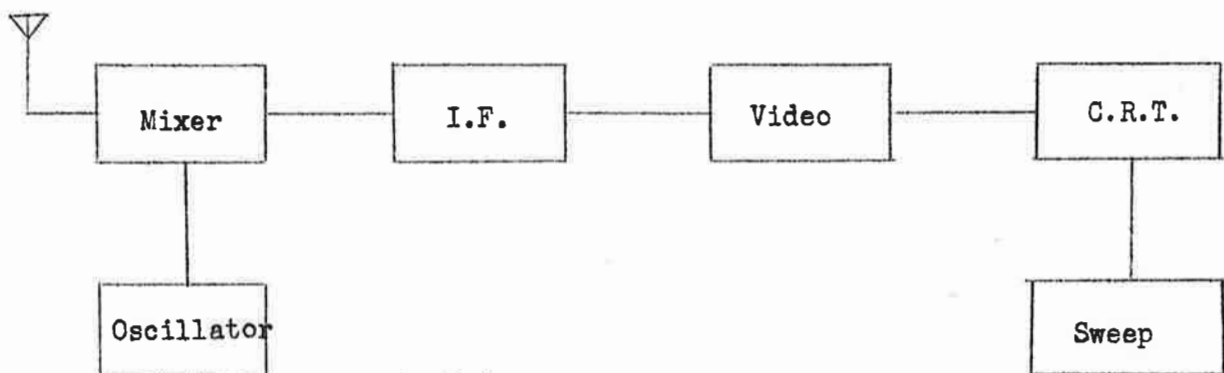 Mixer
I.F.
Video
C.R.T.
Oscillator
Sweep